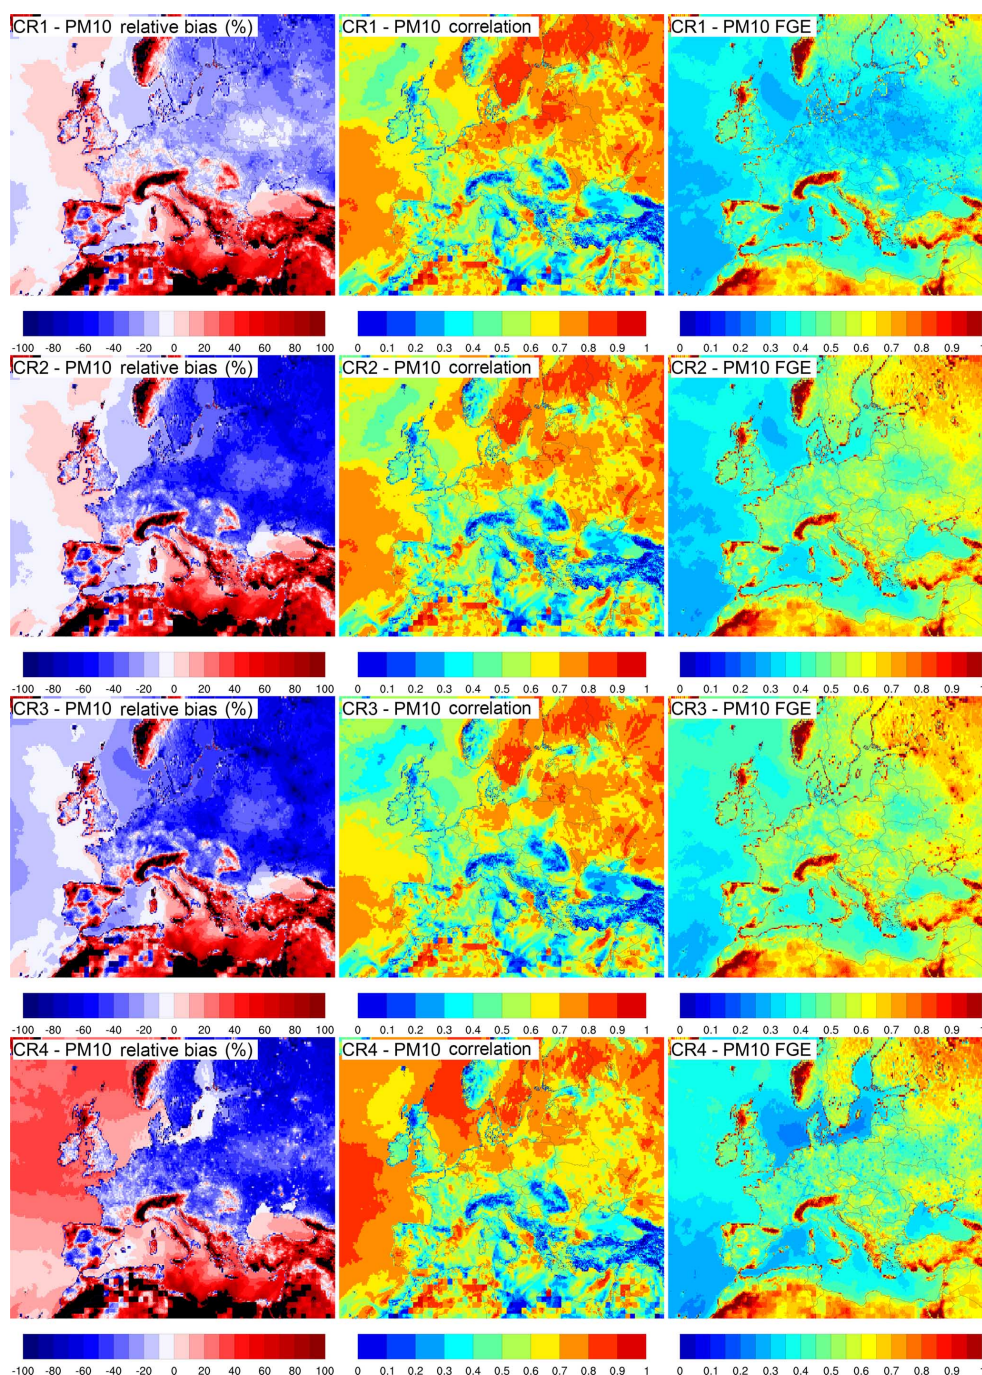 CR1 - PM10 relative bias (%) CR1 - PM10 correlation CR1 - PM10 FGE
-100 -80 -60 -40 -20 0 20 40 60 80 100 0 0.1 0.2 0.3 0.4 0.5 0.6 0.7 0.8 0.9 1 0 0.1 0.2 0.3 0.4 0.5 0.6 0.7 0.8 0.9 1
CR2 - PM10 relative bias (%) CR2 - PM10 correlation CR2 - PM10 FGE
-100 -80 -60 -40 -20 0 20 40 60 80 100 0 0.1 0.2 0.3 0.4 0.5 0.6 0.7 0.8 0.9 1 0 0.1 0.2 0.3 0.4 0.5 0.6 0.7 0.8 0.9 1
CR3 - PM10 relative bias (%) CR3 - PM10 correlation CR3 - PM10 FGE
-100 -80 -60 -40 -20 0 20 40 60 80 100 0 0.1 0.2 0.3 0.4 0.5 0.6 0.7 0.8 0.9 1 0 0.1 0.2 0.3 0.4 0.5 0.6 0.7 0.8 0.9 1
CR4 - PM10 relative bias (%) CR4 - PM10 correlation CR4 - PM10 FGE
-100 -80 -60 -40 -20 0 20 40 60 80 100 0 0.1 0.2 0.3 0.4 0.5 0.6 0.7 0.8 0.9 1 0 0.1 0.2 0.3 0.4 0.5 0.6 0.7 0.8 0.9 1